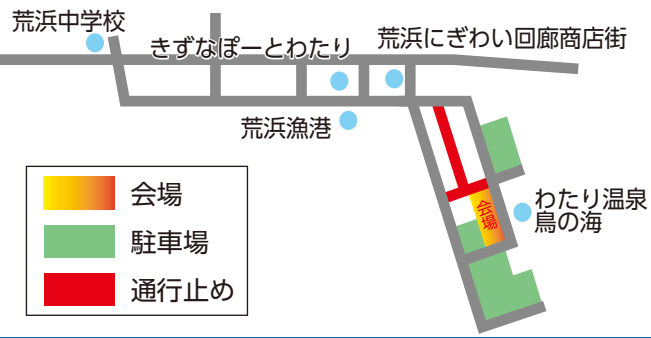 荒浜中学校
きずなぽーとわたり
荒浜にぎわい回廊商店街
荒浜漁港
会場
駐車場
通行止め
会場
わたり温泉
鳥の海